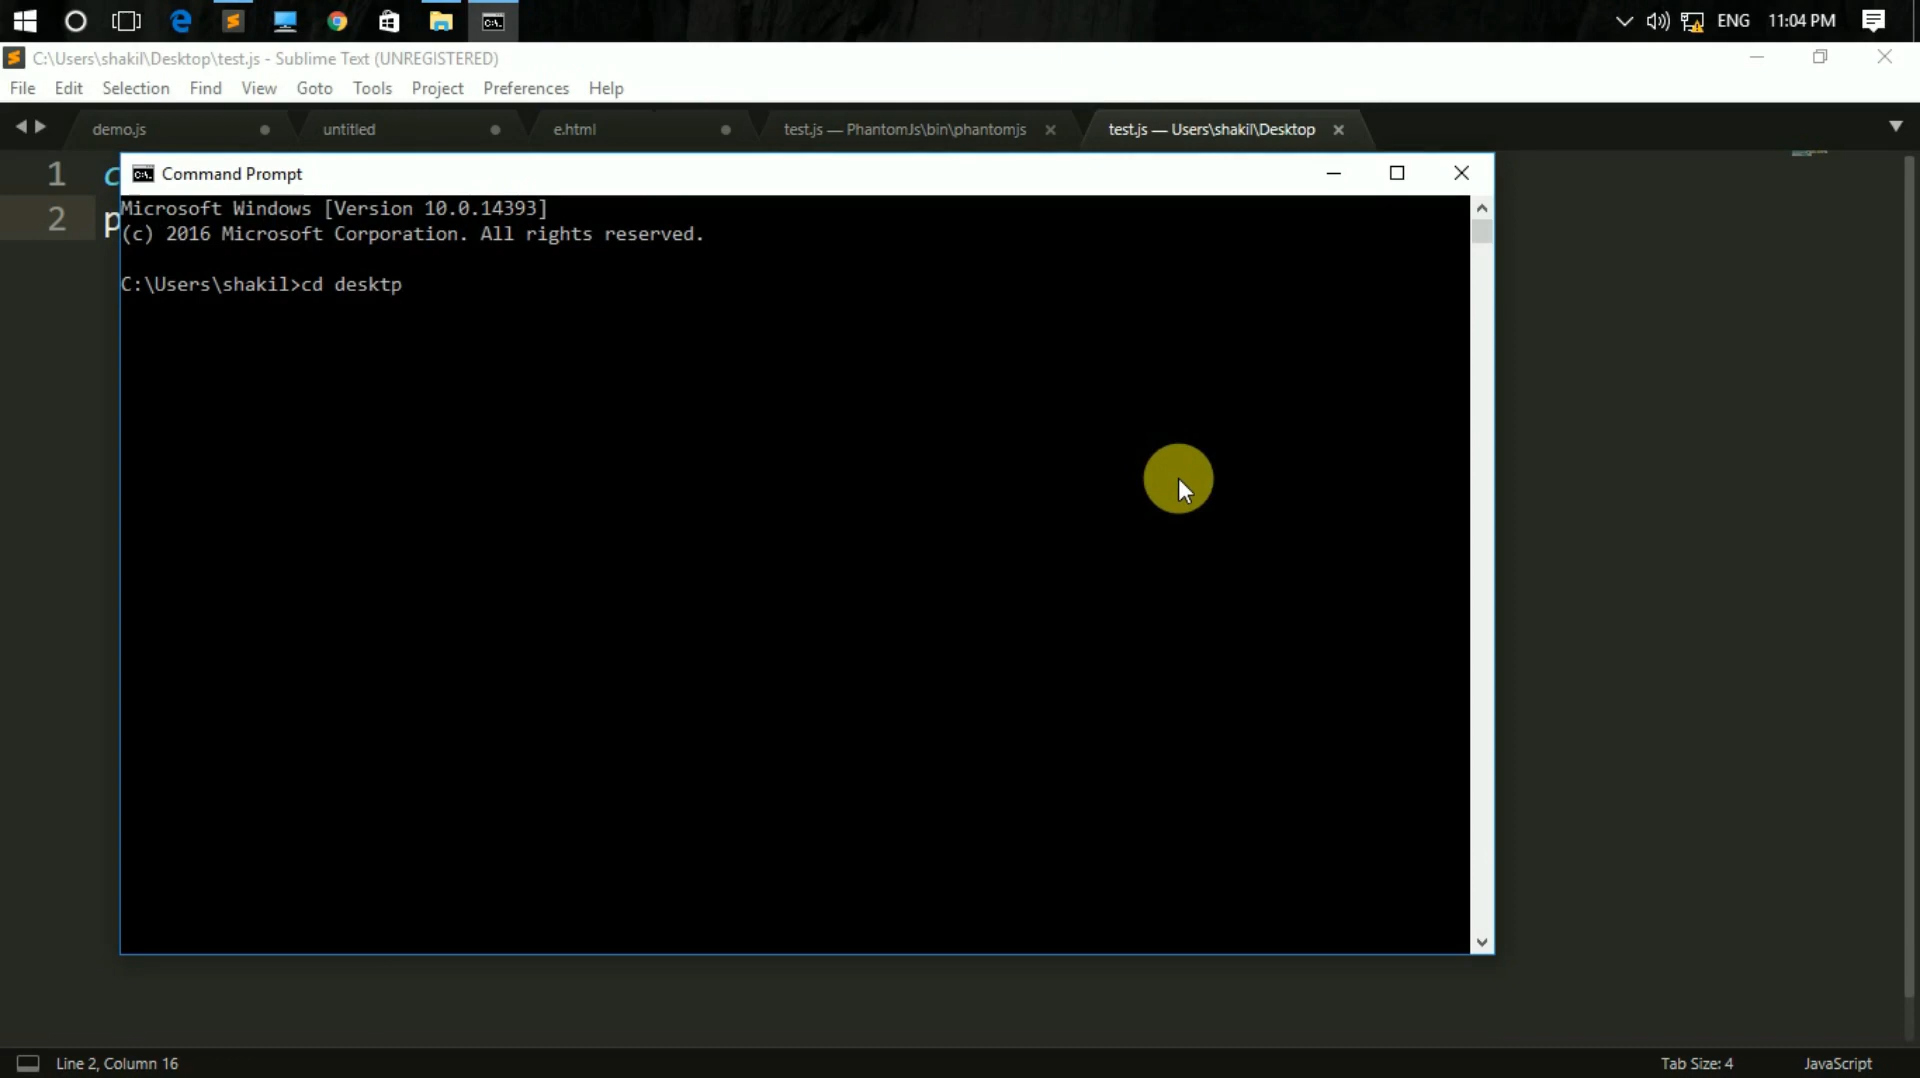 ENG 11:04 PM
C:\Users\shakil\Desktop\test.js - Sublime Text (UNREGISTERED)
File Edit Selection Find View Goto Tools Project Preferences Help
demo.js untitled e.html test.js — PhantomJs\bin\phantomjs test.js — Users\shakil\Desktop
1 c
2 p
Command Prompt
Microsoft Windows [Version 10.0.14393]
(c) 2016 Microsoft Corporation. All rights reserved.
C:\Users\shakil>cd desktp
Line 2, Column 16 Tab Size: 4 JavaScript